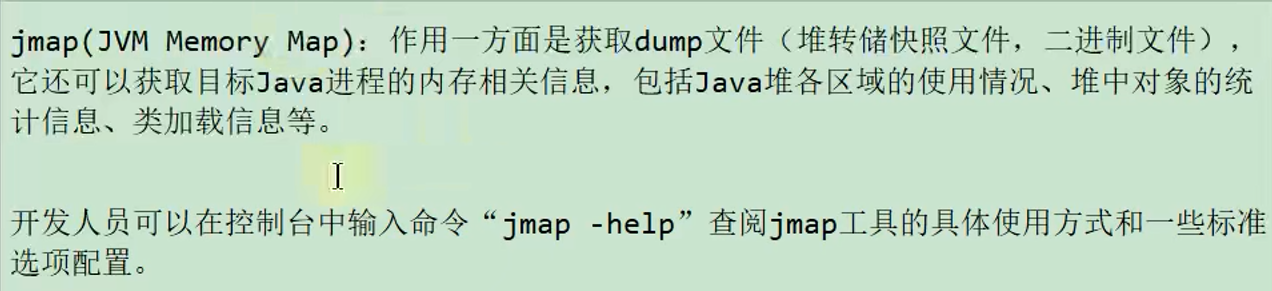 jmap(JVM Memory Map)：作用一方面是获取dump文件（堆转储快照文件，二进制文件），
它还可以获取目标Java进程的内存相关信息，包括Java堆各区域的使用情况、堆中对象的统
计信息、类加载信息等。
开发人员可以在控制台中输入命令“jmap -help”查阅jmap工具的具体使用方式和一些标准
选项配置。